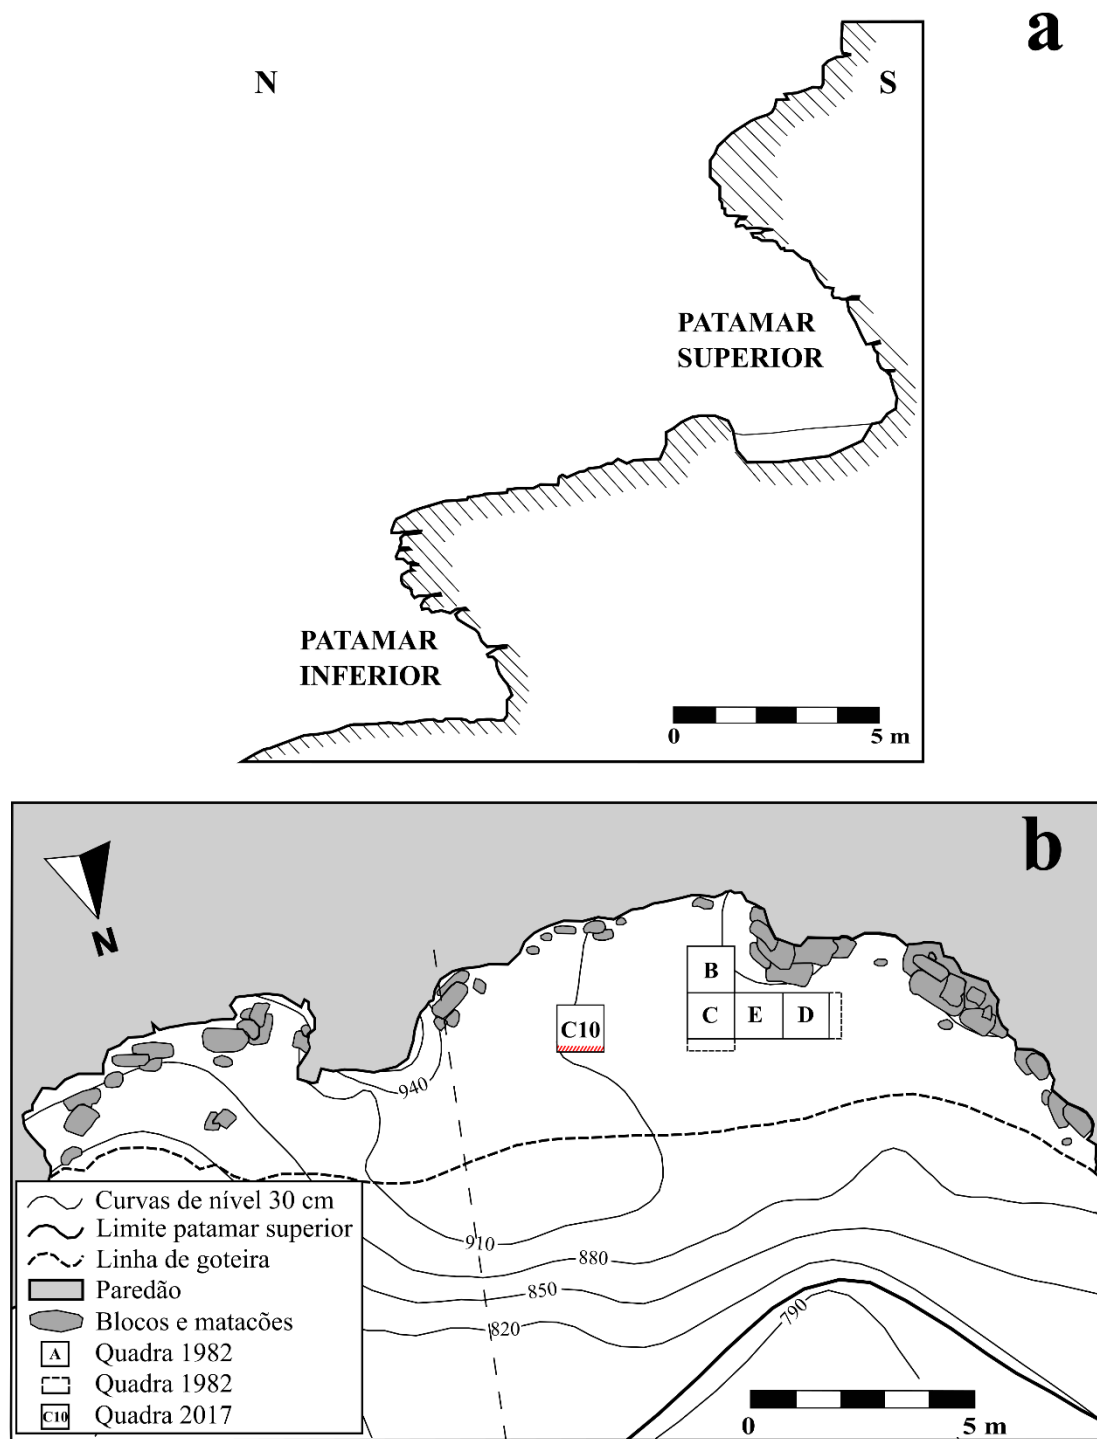 a
N
S
PATAMAR
SUPERIOR
PATAMAR
INFERIOR
0
5 m
b
N
B
C
E
D
C10
940
910
880
850
820
790
Curvas de nível 30 cm
Limite patamar superior
Linha de goteira
Paredão
Blocos e matacões
A
Quadra 1982
Quadra 1982
C10
Quadra 2017
0
5 m